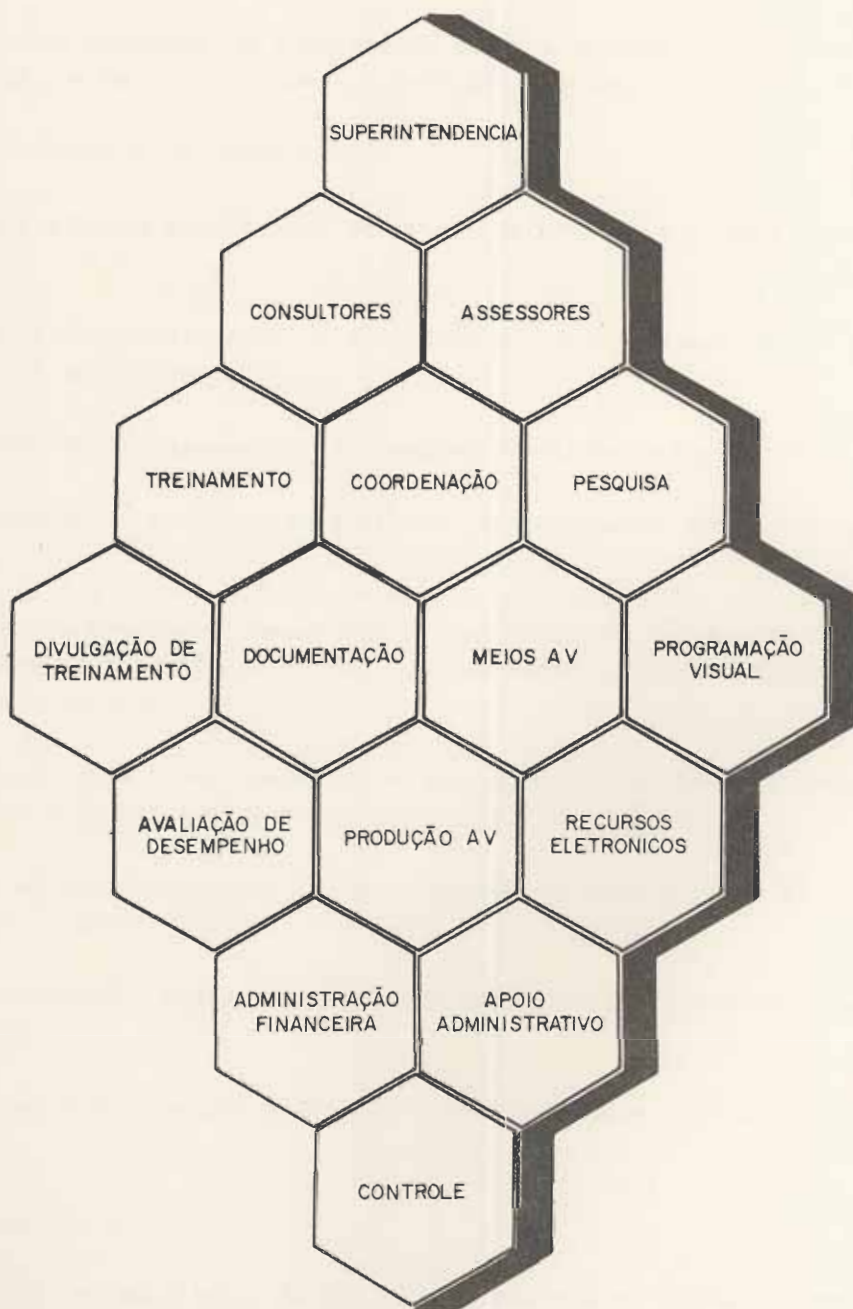 SUPERINTENDENCIA
CONSULTORES
ASSESSORES
TREINAMENTO
COORDENAÇÃO
PESQUISA
DIVULGAÇÃO DE
TREINAMENTO
DOCUMENTAÇÃO
MEIOS AV
PROGRAMAÇÃO
VISUAL
AVALIAÇÃO DE
DESEMPENHO
PRODUÇÃO AV
RECURSOS
ELETRONICOS
ADMINISTRAÇÃO
FINANCEIRA
APOIO
ADMINISTRATIVO
CONTROLE